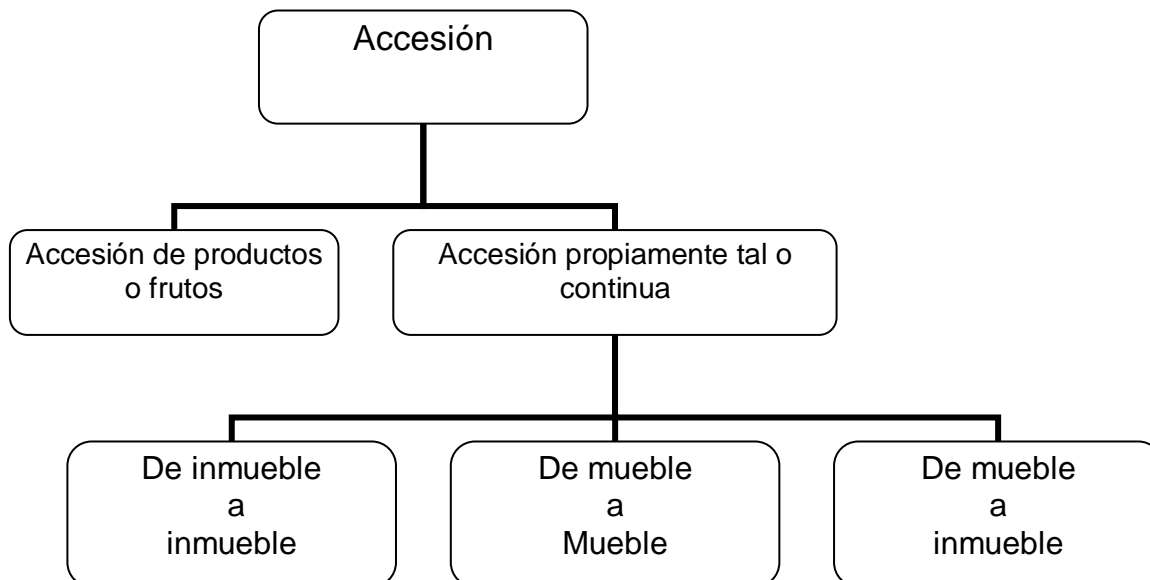 Accesión
Accesión de productos
o frutos
Accesión propiamente tal o
continua
De inmueble
a
inmueble
De mueble
a
Mueble
De mueble
a
inmueble